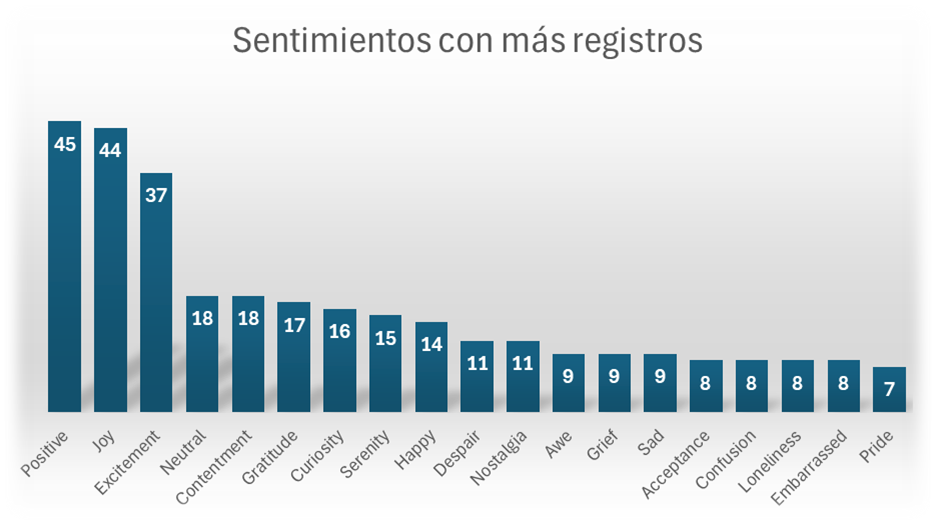 Sentimientos con más registros
45
44
37
18
18
17
16
15
14
11
11
9
9
9
8
8
8
8
7
Positive
Joy
Excitement
Neutral
Contentment
Gratitude
Curiosity
Serenity
Happy
Despair
Nostalgia
Awe
Grief
Sad
Acceptance
Confusion
Loneliness
Embarrassed
Pride